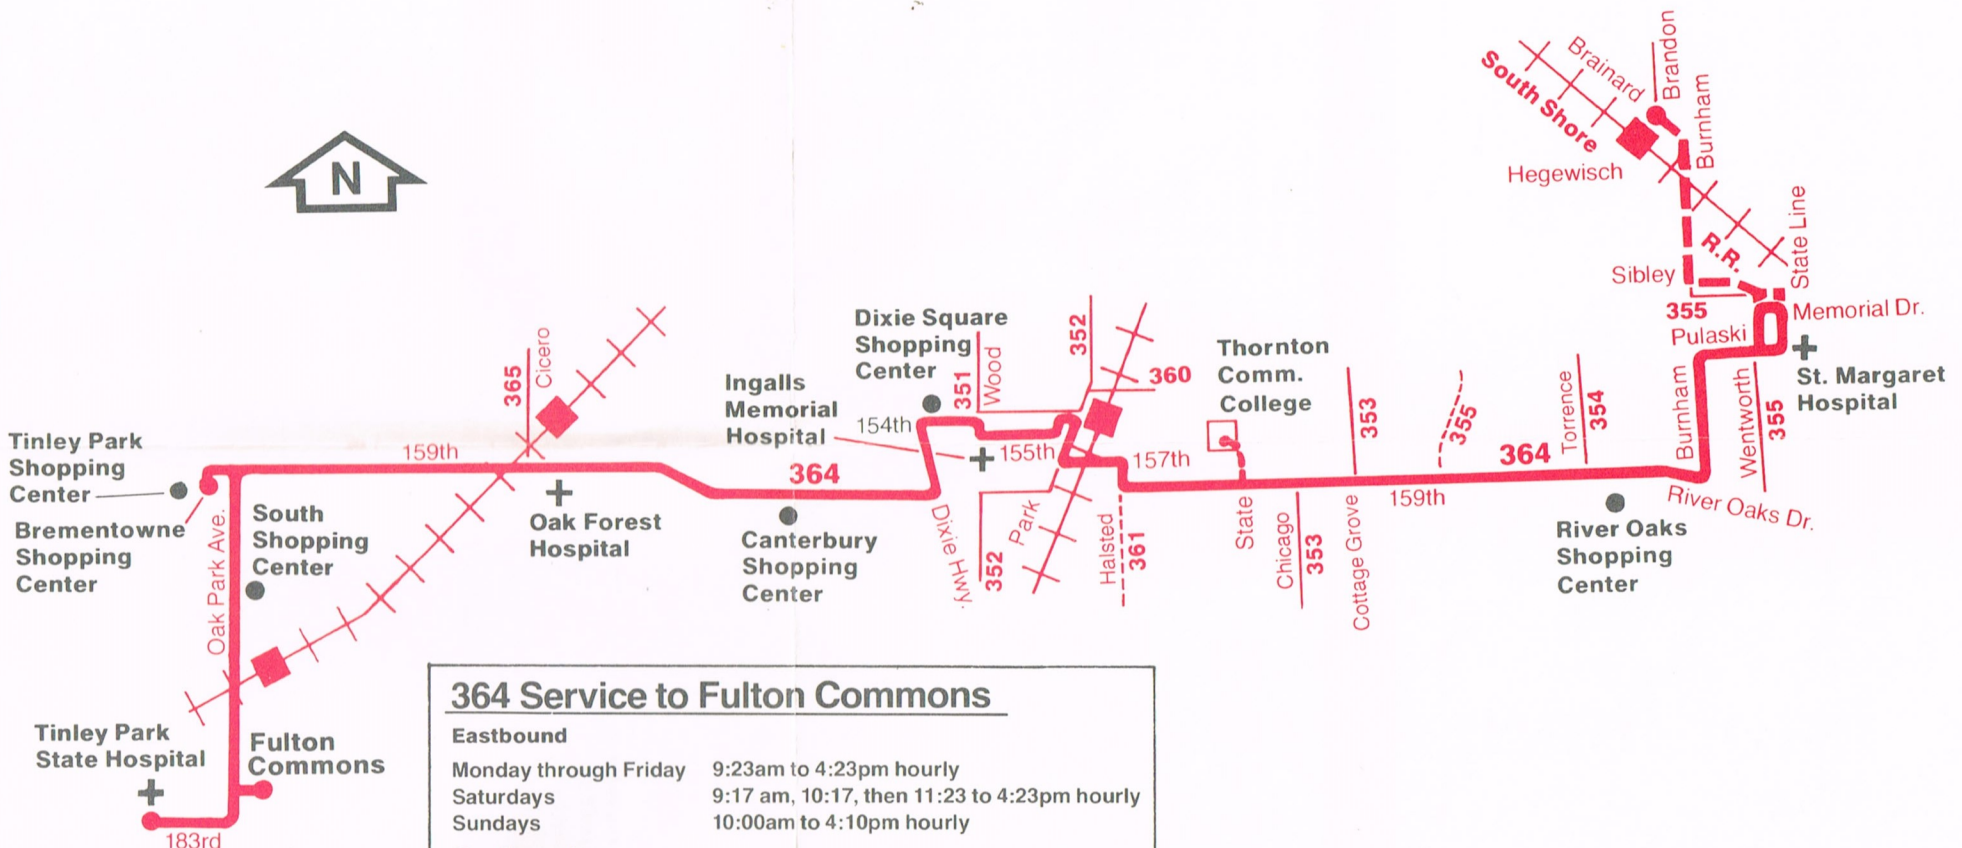 Brandon
Brainard
South Shore
Burnham
Hegewisch
N
State Line
R.R.
Sibley
355
Memorial Dr.
Pulaski
St. Margaret
Hospital
Dixie Square
Shopping
Center
351
Wood
352
360
Thornton
Comm.
College
365
Cicero
Ingalls
Memorial
Hospital
154th
155th
157th
353
355
Torrence
354
364
Burnham
Wentworth
355
Tinley Park
Shopping
Center
159th
364
Brementowne
Shopping
Center
Oak Park Ave.
South
Shopping
Center
Oak Forest
Hospital
Canterbury
Shopping
Center
Dixie Hwy.
352
Park
Halsted
361
State
Chicago
353
Cottage Grove
159th
River Oaks Dr.
River Oaks
Shopping
Center
Tinley Park
State Hospital
Fulton
Commons
183rd
364 Service to Fulton Commons
Eastbound
Monday through Friday 9:23am to 4:23pm hourly
Saturdays 9:17 am, 10:17, then 11:23 to 4:23pm hourly
Sundays 10:00am to 4:10pm hourly